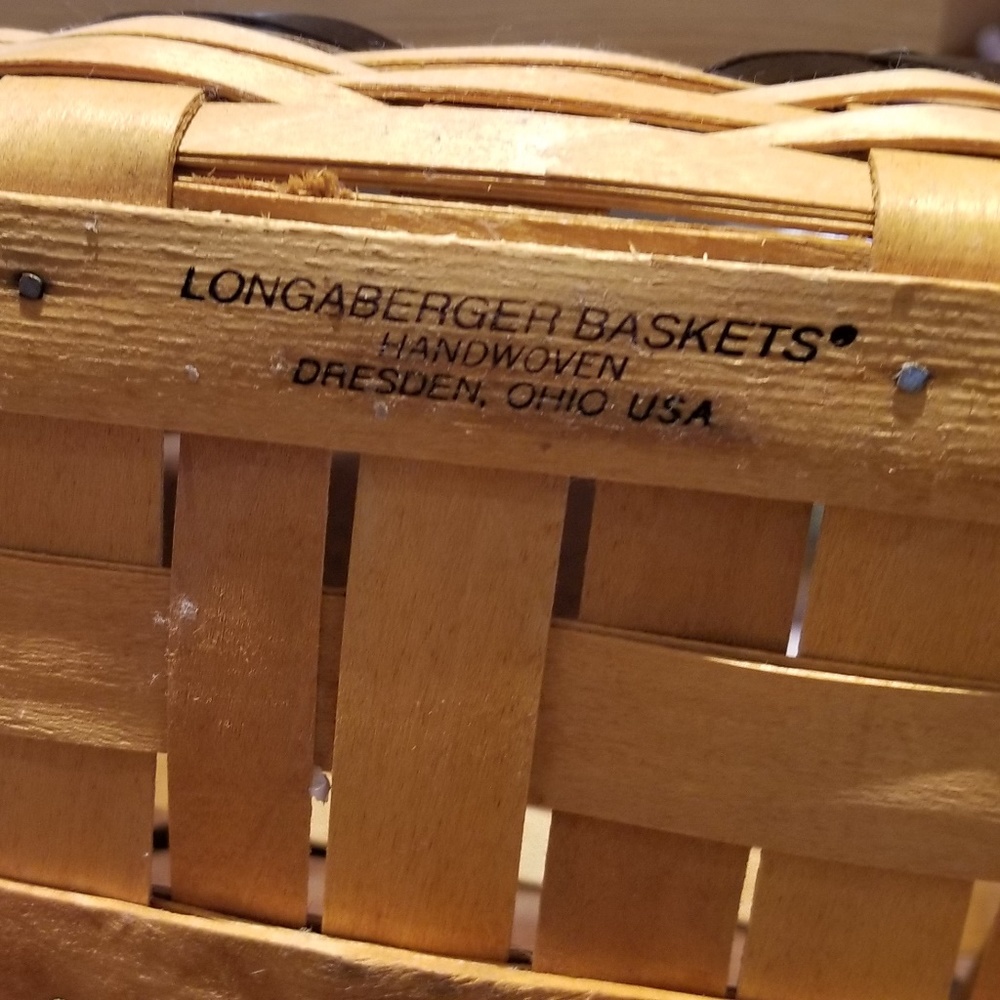 LONGABERGER BASKETS®
HANDWOVEN
DRESDEN, OHIO USA